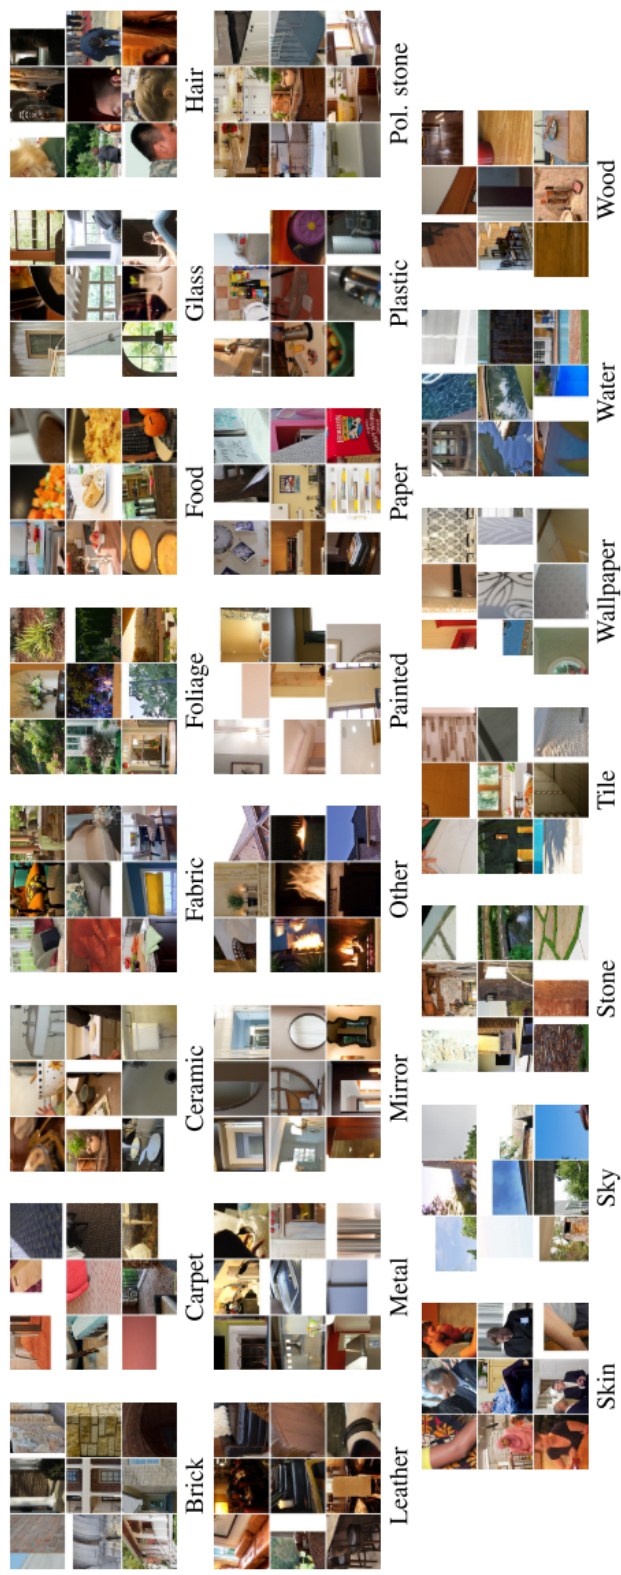 Brick
Carpet
Ceramic
Fabric
Foliage
Food
Glass
Hair
Leather
Metal
Mirror
Other
Painted
Paper
Plastic
Pol. stone
Skin
Sky
Stone
Tile
Wallpaper
Water
Wood